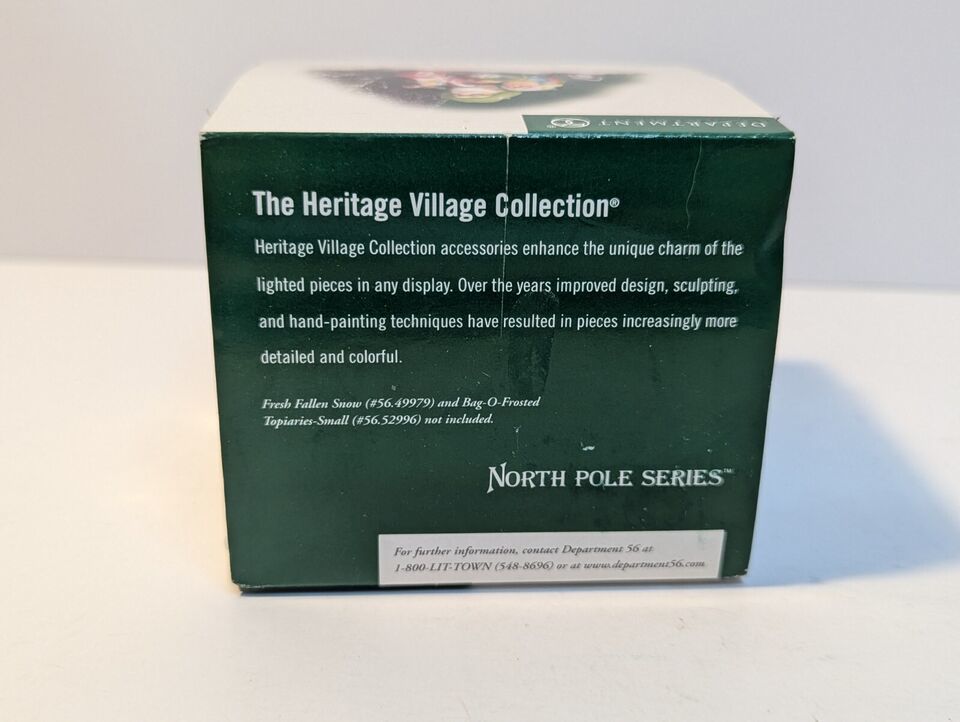 DEPARTMENT 56®
The Heritage Village Collection®
Heritage Village Collection accessories enhance the unique charm of the
lighted pieces in any display. Over the years improved design, sculpting,
and hand-painting techniques have resulted in pieces increasingly more
detailed and colorful.
Fresh Fallen Snow (#56.49979) and Bag-O-Frosted
Topiaries-Small (#56.52996) not included.
NORTH POLE SERIES™
For further information, contact Department 56 at
1-800-LIT-TOWN (548-8696) or at www.department56.com